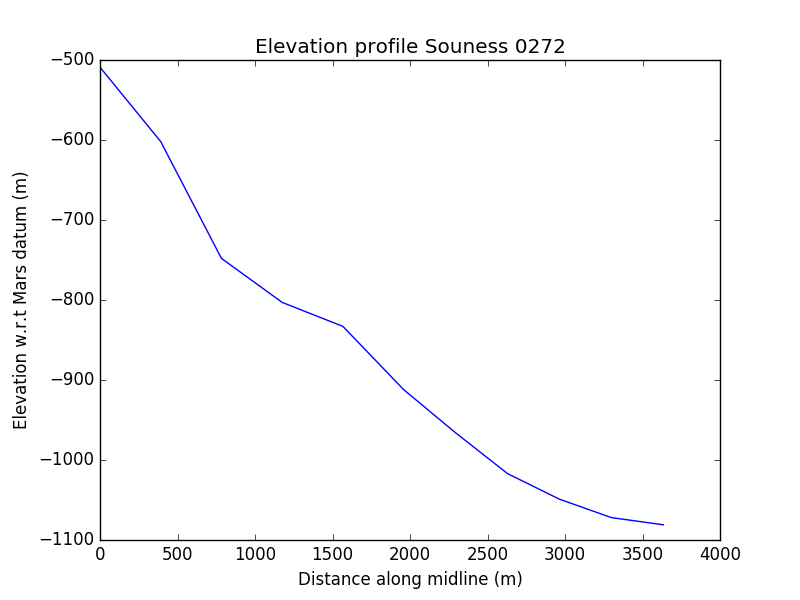 Elevation profile Souness 0272
−500
−600
−700
−800
−900
−1000
−1100
Elevation w.r.t Mars datum (m)
0 500 1000 1500 2000 2500 3000 3500 4000
Distance along midline (m)